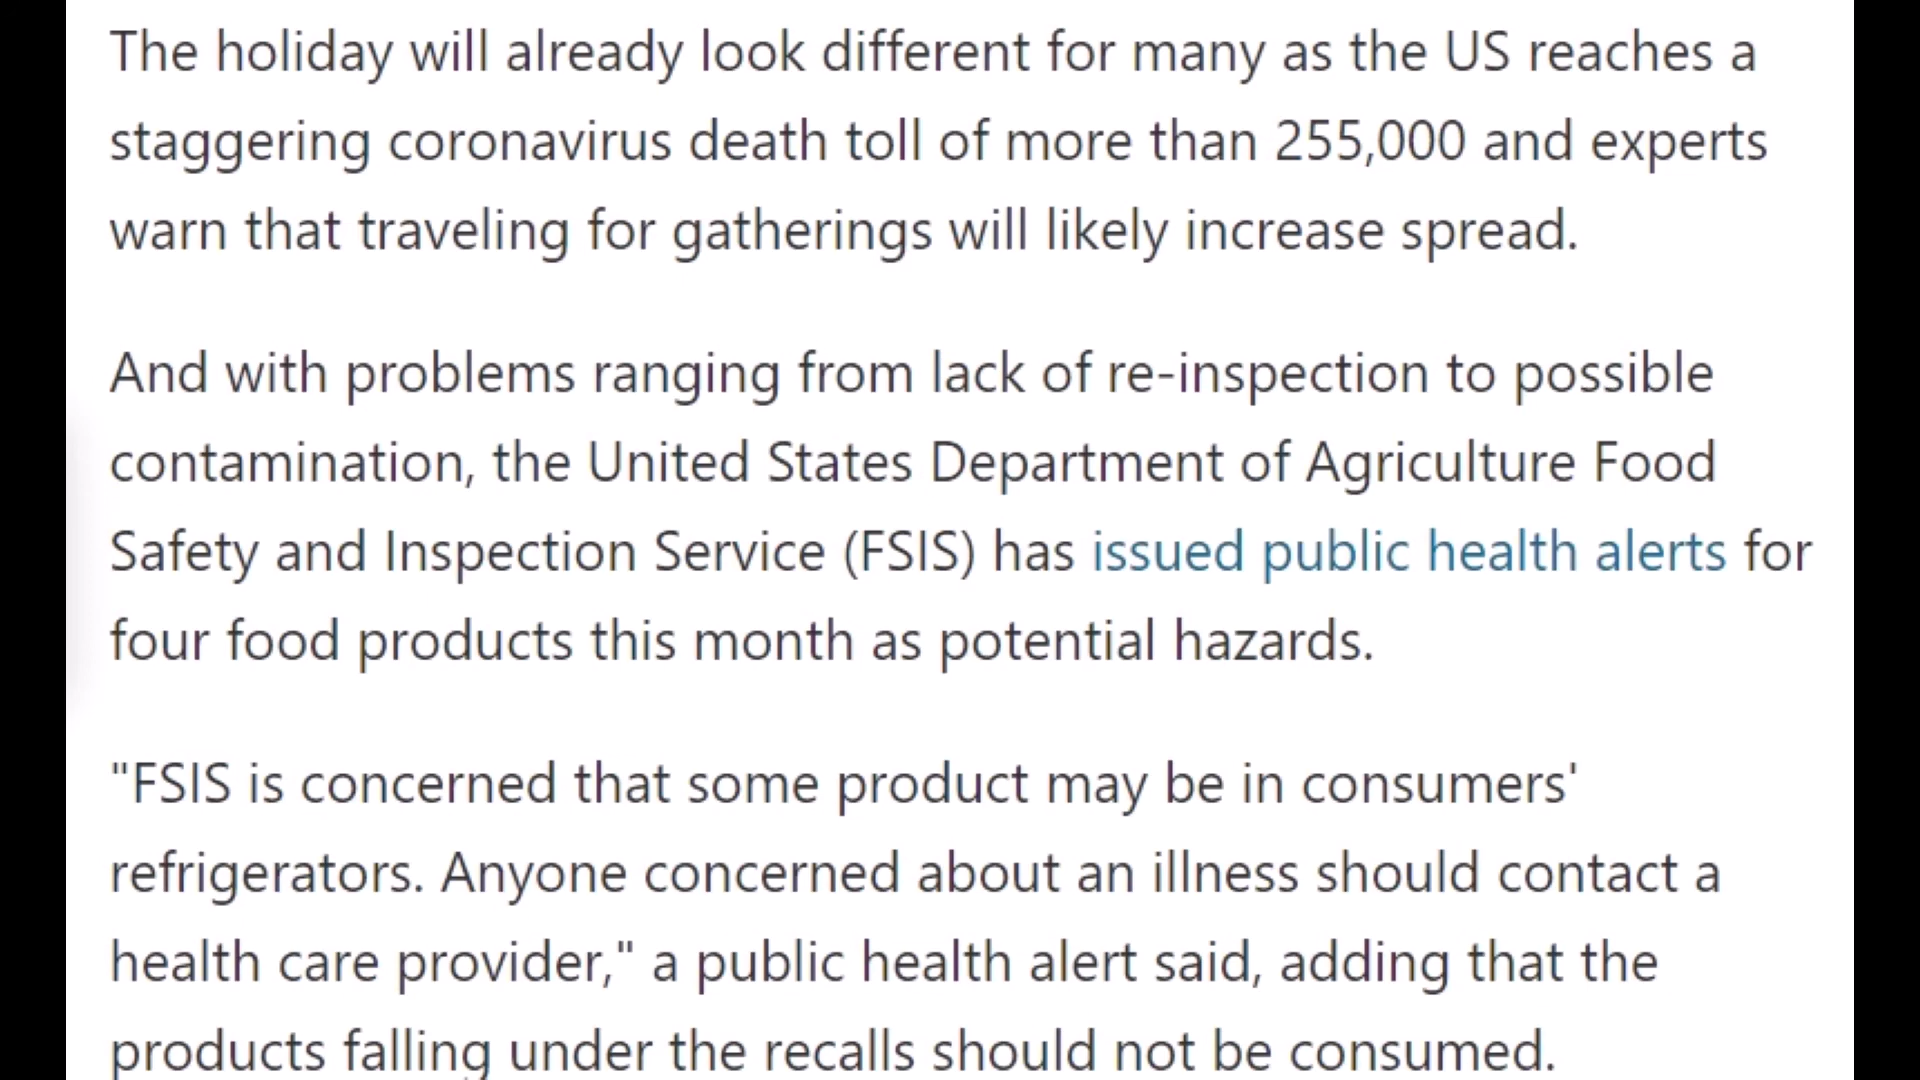 The holiday will already look different for many as the US reaches a
staggering coronavirus death toll of more than 255,000 and experts
warn that traveling for gatherings will likely increase spread.
And with problems ranging from lack of re-inspection to possible
contamination, the United States Department of Agriculture Food
Safety and Inspection Service (FSIS) has issued public health alerts for
four food products this month as potential hazards.
"FSIS is concerned that some product may be in consumers'
refrigerators. Anyone concerned about an illness should contact a
health care provider," a public health alert said, adding that the
products falling under the recalls should not be consumed.